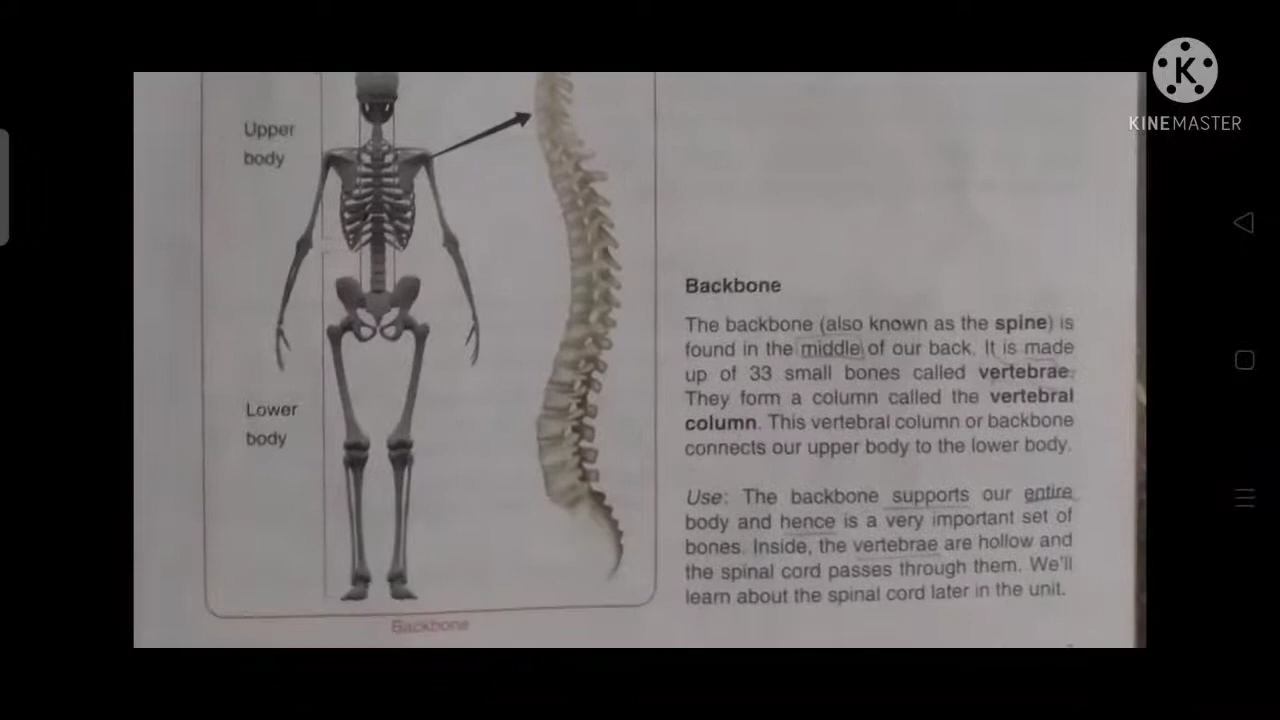 K
KINEMASTER
Upper
body
Lower
body
Backbone
Backbone
The backbone (also known as the spine) is
found in the middle of our back. It is made
up of 33 small bones called vertebrae.
They form a column called the vertebral
column. This vertebral column or backbone
connects our upper body to the lower body.
Use: The backbone supports our entire
body and hence is a very important set of
bones. Inside, the vertebrae are hollow and
the spinal cord passes through them. We'll
learn about the spinal cord later in the unit.